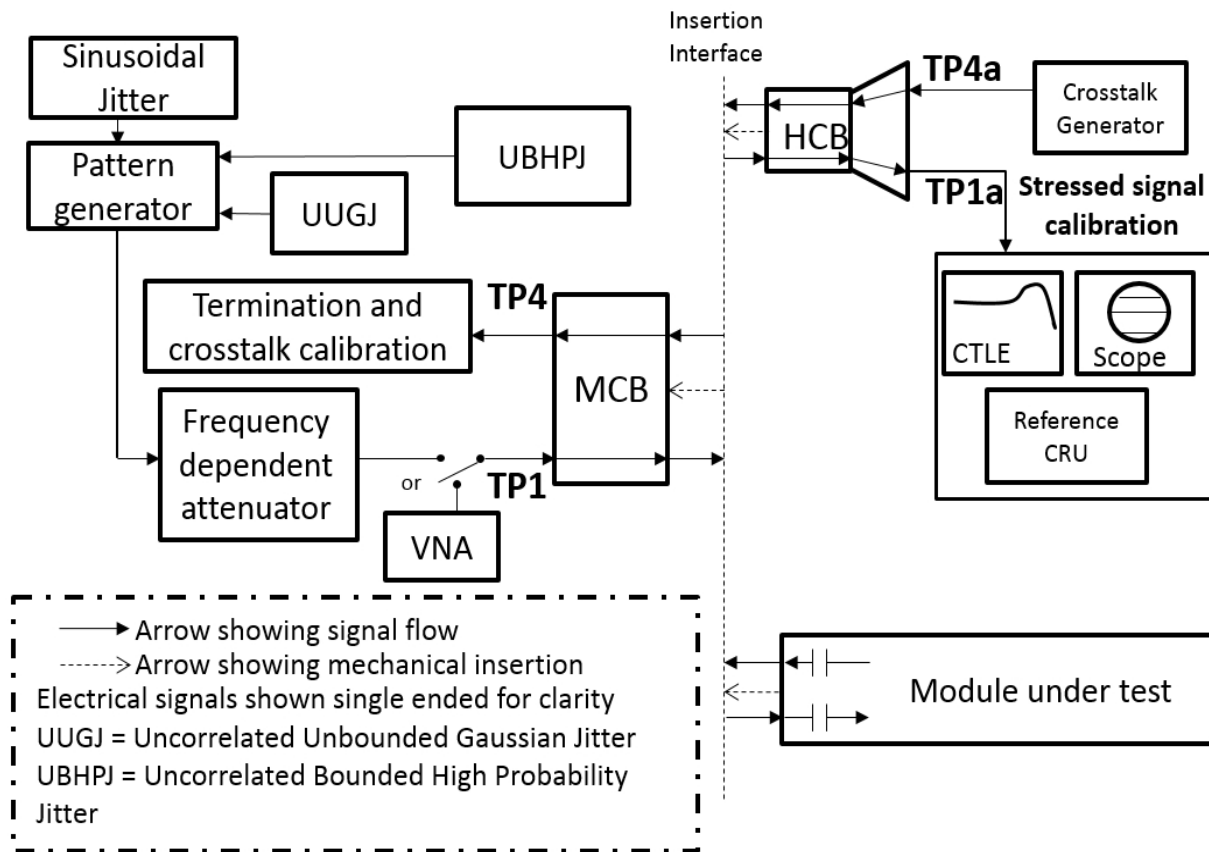 Insertion
Interface
Sinusoidal
Jitter
Pattern
generator
UBHPJ
UUGJ
HCB
TP4a
Crosstalk
Generator
TP1a
Stressed signal
calibration
CTLE
Scope
Reference
CRU
Termination and
crosstalk calibration
TP4
MCB
Frequency
dependent
attenuator
or
TP1
VNA
Arrow showing signal flow
Arrow showing mechanical insertion
Electrical signals shown single ended for clarity
UUGJ = Uncorrelated Unbounded Gaussian Jitter
UBHPJ = Uncorrelated Bounded High Probability
Jitter
Module under test